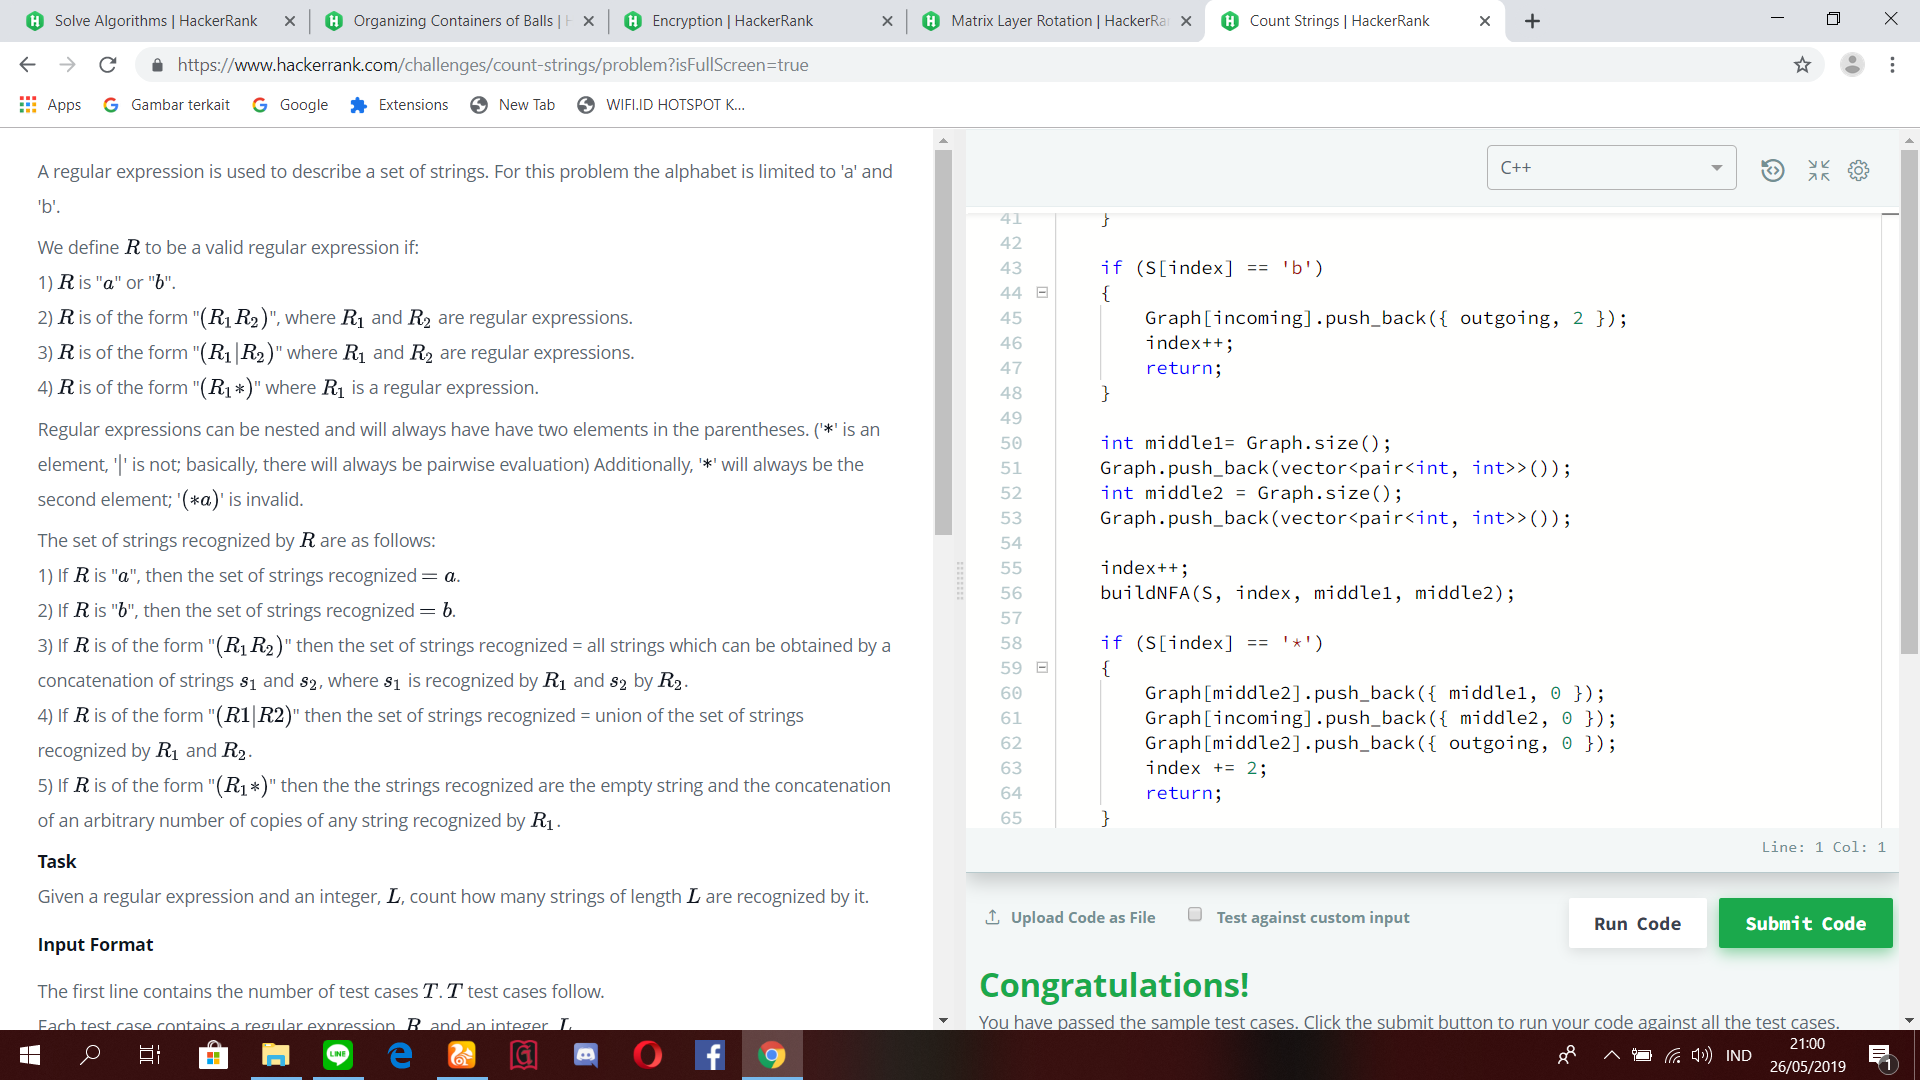 Solve Algorithms | HackerRank
Organizing Containers of Balls | H
Encryption | HackerRank
Matrix Layer Rotation | HackerRa
Count Strings | HackerRank
https://www.hackerrank.com/challenges/count-strings/problem?isFullScreen=true
Apps
Gambar terkait
Google
Extensions
New Tab
WIFI.ID HOTSPOT K...
A regular expression is used to describe a set of strings. For this problem the alphabet is limited to 'a' and
'b'.
We define R to be a valid regular expression if:
1) R is "a" or "b".
2) R is of the form "(R₁R₂)", where R₁ and R₂ are regular expressions.
3) R is of the form "(R₁|R₂)" where R₁ and R₂ are regular expressions.
4) R is of the form "(R₁*)" where R₁ is a regular expression.
Regular expressions can be nested and will always have have two elements in the parentheses. ('*' is an
element, '|' is not; basically, there will always be pairwise evaluation) Additionally, '*' will always be the
second element; '(*a)' is invalid.
The set of strings recognized by R are as follows:
1) If R is "a", then the set of strings recognized = a.
2) If R is "b", then the set of strings recognized = b.
3) If R is of the form "(R₁R₂)" then the set of strings recognized = all strings which can be obtained by a
concatenation of strings s₁ and s₂, where s₁ is recognized by R₁ and s₂ by R₂.
4) If R is of the form "(R1|R2)" then the set of strings recognized = union of the set of strings
recognized by R₁ and R₂.
5) If R is of the form "(R₁*)" then the the strings recognized are the empty string and the concatenation
of an arbitrary number of copies of any string recognized by R₁.
Task
Given a regular expression and an integer, L, count how many strings of length L are recognized by it.
Input Format
The first line contains the number of test cases T. T test cases follow.
Each test case contains a regular expression, R, and an integer, L.
C++
41 }
42
43 if (S[index] == 'b')
44 {
45 Graph[incoming].push_back({ outgoing, 2 });
46 index++;
47 return;
48 }
49
50 int middle1= Graph.size();
51 Graph.push_back(vector<pair<int, int>>());
52 int middle2 = Graph.size();
53 Graph.push_back(vector<pair<int, int>>());
54
55 index++;
56 buildNFA(S, index, middle1, middle2);
57
58 if (S[index] == '*')
59 {
60 Graph[middle2].push_back({ middle1, 0 });
61 Graph[incoming].push_back({ middle2, 0 });
62 Graph[middle2].push_back({ outgoing, 0 });
63 index += 2;
64 return;
65 }
Line: 1 Col: 1
Upload Code as File
Test against custom input
Run Code
Submit Code
Congratulations!
You have passed the sample test cases. Click the submit button to run your code against all the test cases.
LINE
IND
21:00
26/05/2019
1